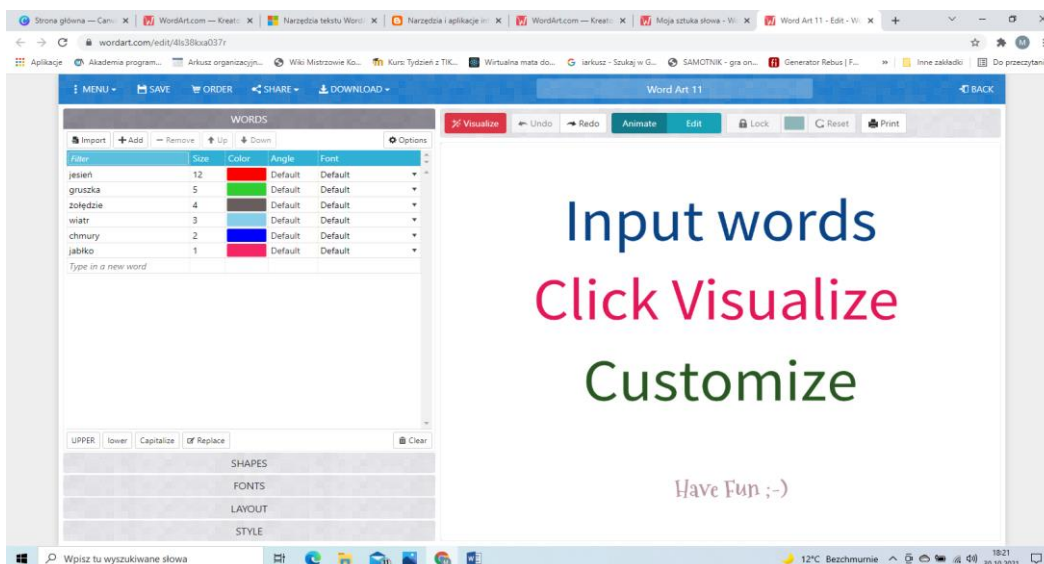 Strona główna — Canv
WordArt.com — Kreato
Narzędzia tekstu Word
Narzędzia i aplikacje in
WordArt.com — Kreato
Moja sztuka słowa - W
Word Art 11 - Edit - W
wordart.com/edit/4ls38kxa037r
M
Aplikacje
Akademia program...
Arkusz organizacyjn...
Wiki Mistrzowie Ko...
Kurs: Tydzień z TIK...
Wirtualna mata do...
iarkusz - Szukaj w G...
SAMOTNIK - gra on...
Generator Rebus | F...
»
Inne zakładki
Do przeczytani
MENU
SAVE
ORDER
SHARE
DOWNLOAD
Word Art 11
BACK
WORDS
Visualize
Undo
Redo
Animate
Edit
Lock
Reset
Print
Import
Add
Remove
Up
Down
Options
Filter Size Color Angle Font
jesień 12 Default Default
gruszka 5 Default Default
żołędzie 4 Default Default
wiatr 3 Default Default
chmury 2 Default Default
jabłko 1 Default Default
Type in a new word
UPPER
lower
Capitalize
Replace
Clear
SHAPES
FONTS
LAYOUT
STYLE
Input words
Click Visualize
Customize
Have Fun ;-)
Wpisz tu wyszukiwane słowa
12°C Bezchmurnie
18:21
30.10.2021